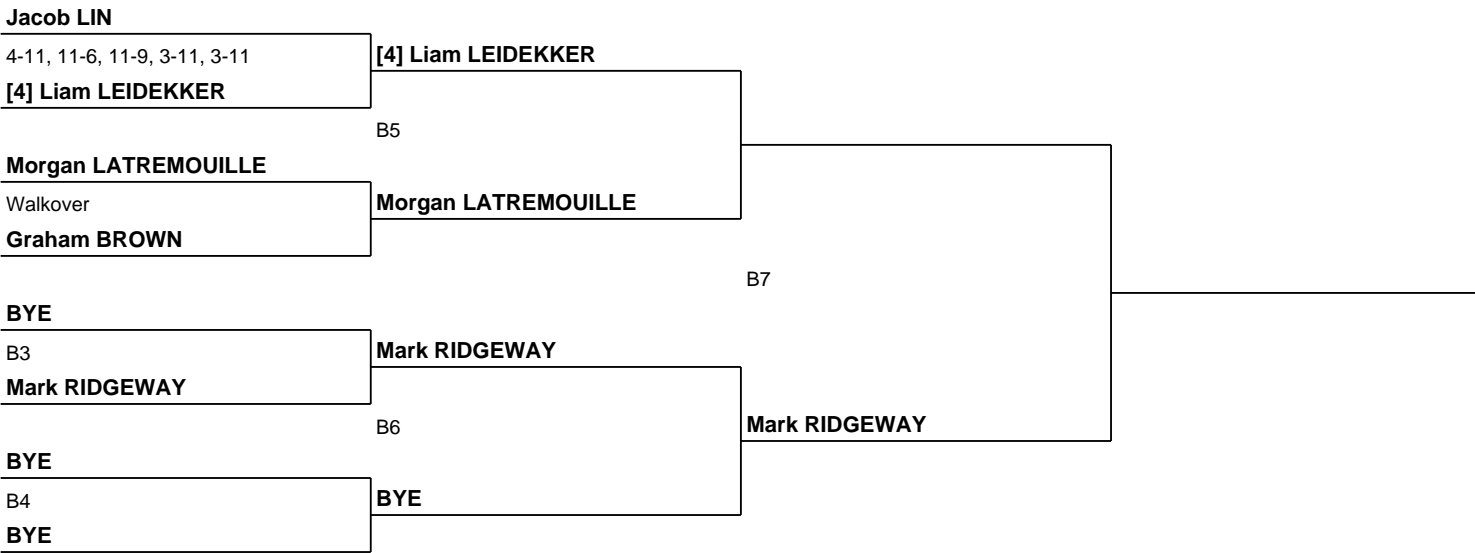 Jacob LIN
4-11, 11-6, 11-9, 3-11, 3-11
[4] Liam LEIDEKKER
[4] Liam LEIDEKKER
B5
Morgan LATREMOUILLE
Walkover
Morgan LATREMOUILLE
Graham BROWN
B7
BYE
B3
Mark RIDGEWAY
Mark RIDGEWAY
B6
Mark RIDGEWAY
BYE
B4
BYE
BYE